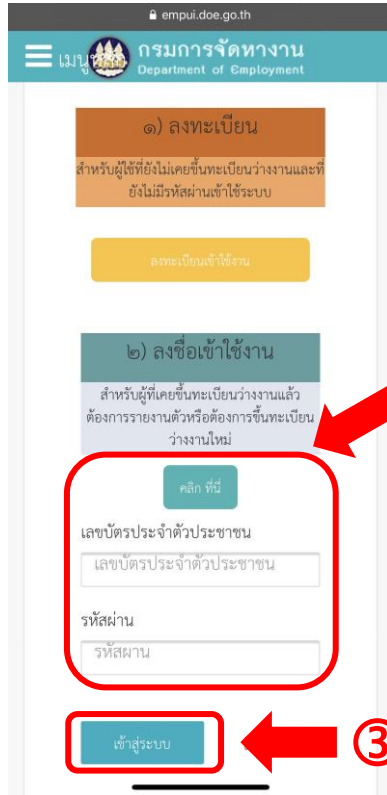 empui.doe.go.th
เมนู
กรมการจัดหางาน
Department of Employment
๑) ลงทะเบียน
สำหรับผู้ใช้ที่ยังไม่เคยขึ้นทะเบียนว่างงานและที่
ยังไม่มีรหัสผ่านเข้าใช้ระบบ
ลงทะเบียนเข้าใช้งาน
๒) ลงชื่อเข้าใช้งาน
สำหรับผู้ที่เคยขึ้นทะเบียนว่างงานแล้ว
ต้องการรายงานตัวหรือต้องการขึ้นทะเบียน
ว่างงานใหม่
คลิก ที่นี่
เลขบัตรประจำตัวประชาชน
เลขบัตรประจำตัวประชาชน
รหัสผ่าน
รหัสผ่าน
เข้าสู่ระบบ
③